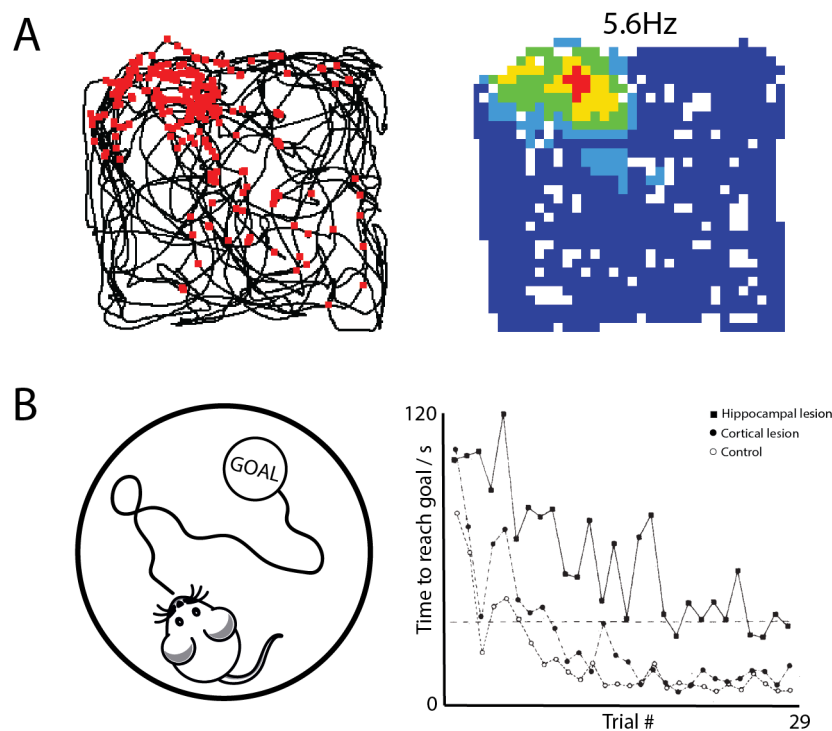 A
5.6Hz
B
GOAL
120
Time to reach goal / s
0
Trial #
29
Hippocampal lesion
Cortical lesion
Control